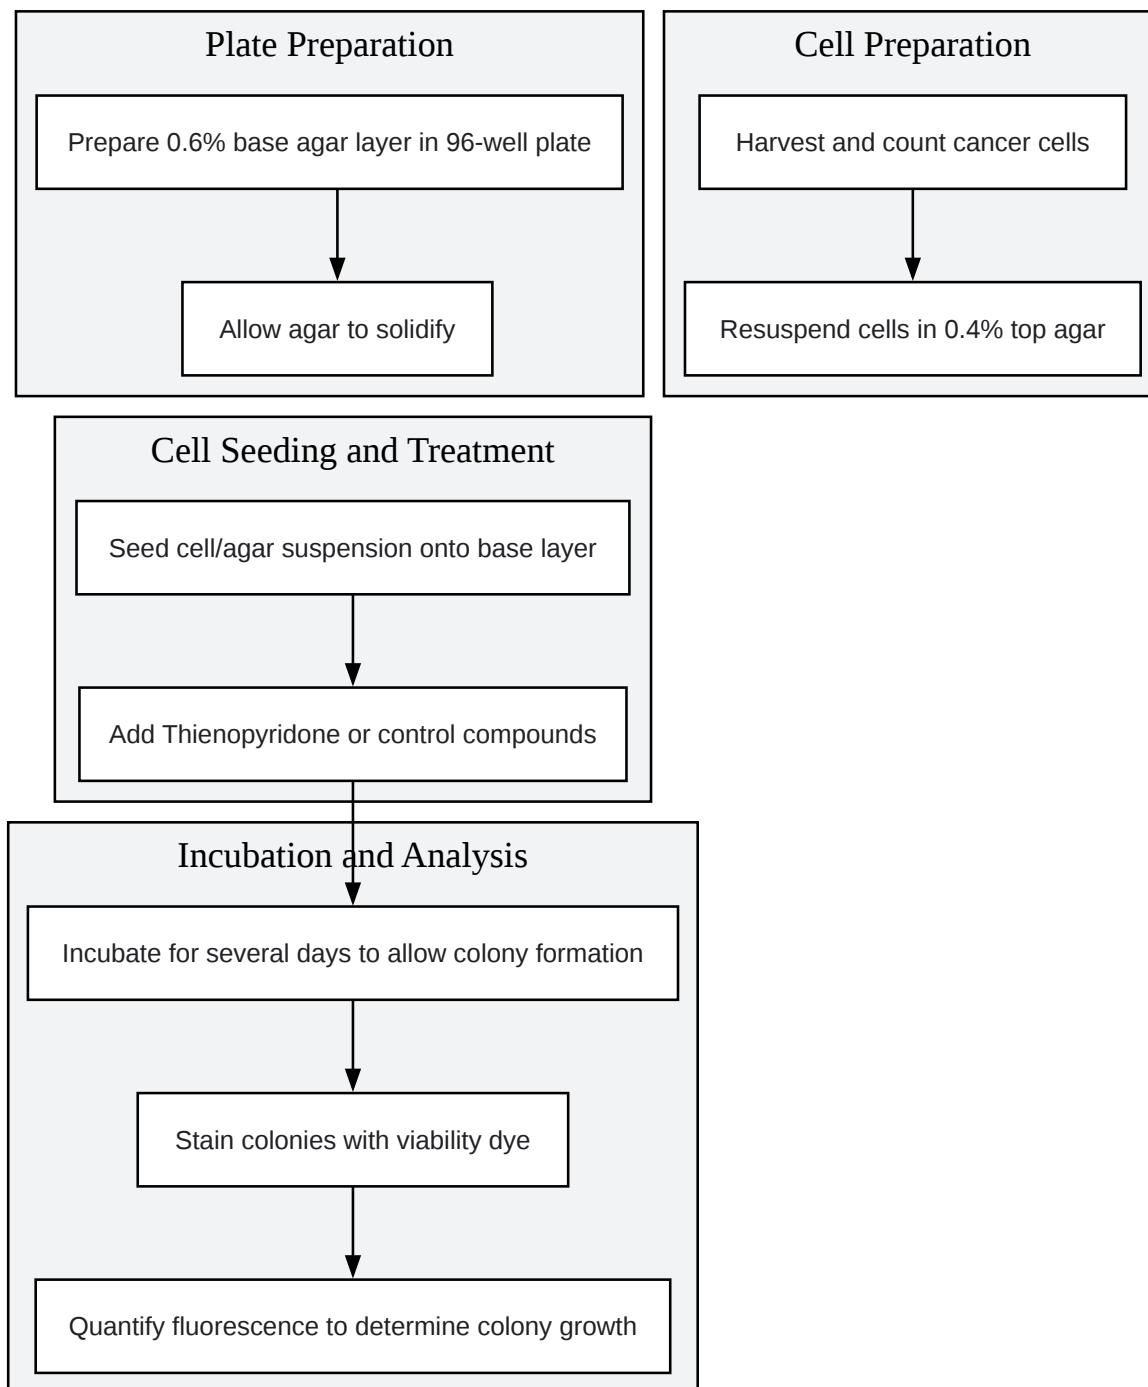 Plate Preparation
Prepare 0.6% base agar layer in 96-well plate
Allow agar to solidify
Cell Preparation
Harvest and count cancer cells
Resuspend cells in 0.4% top agar
Cell Seeding and Treatment
Seed cell/agar suspension onto base layer
Add Thienopyridone or control compounds
Incubation and Analysis
Incubate for several days to allow colony formation
Stain colonies with viability dye
Quantify fluorescence to determine colony growth